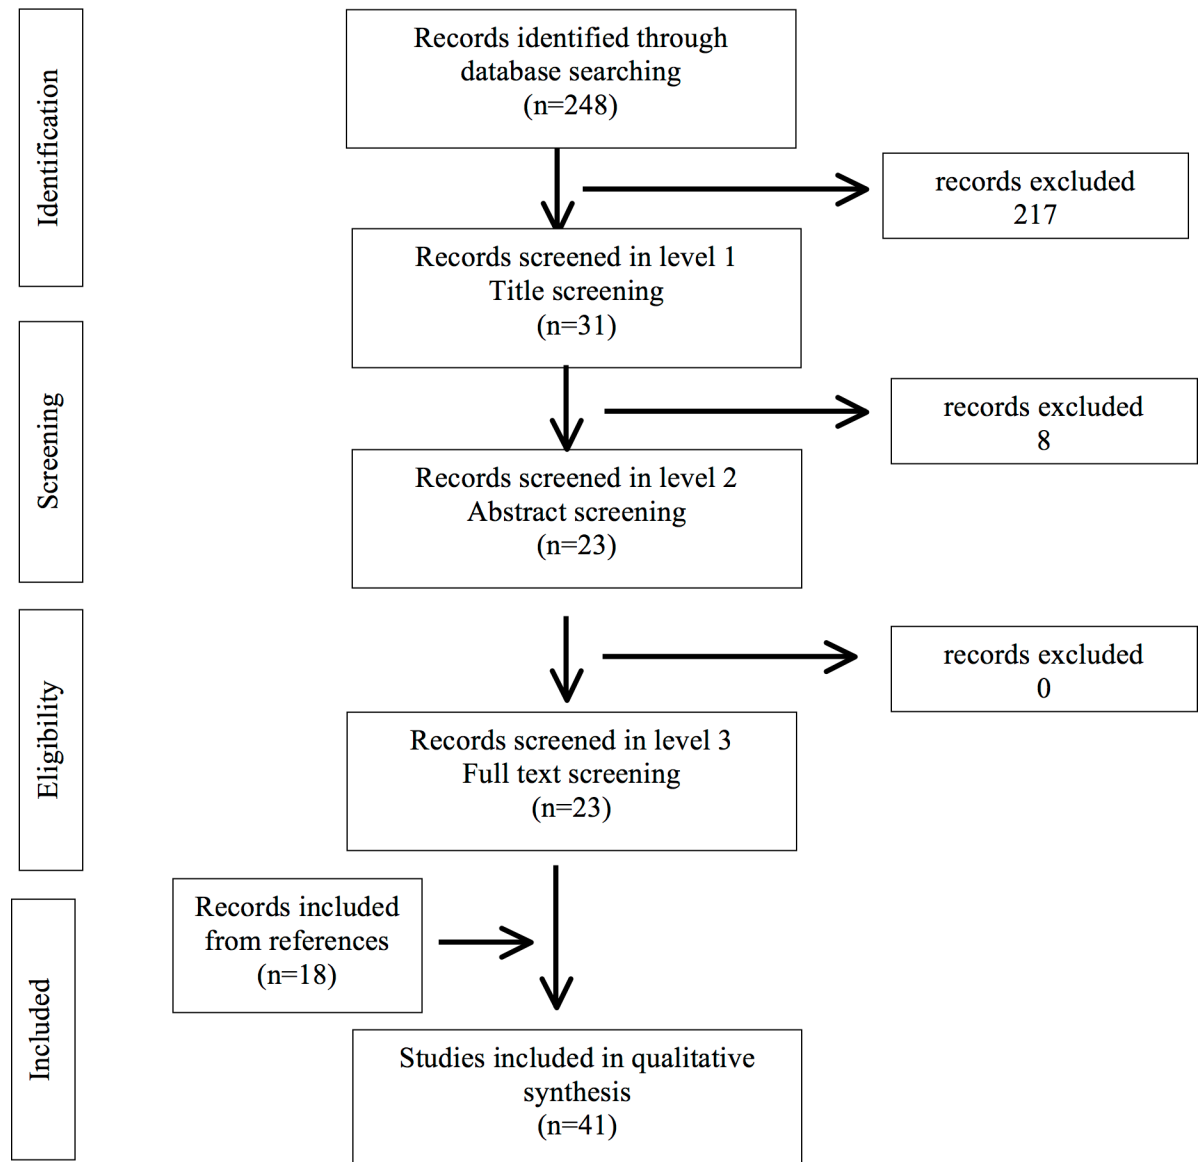 Identification
Records identified through
database searching
(n=248)
records excluded
217
Records screened in level 1
Title screening
(n=31)
Screening
records excluded
8
Records screened in level 2
Abstract screening
(n=23)
Eligibility
records excluded
0
Records screened in level 3
Full text screening
(n=23)
Included
Records included
from references
(n=18)
Studies included in qualitative
synthesis
(n=41)